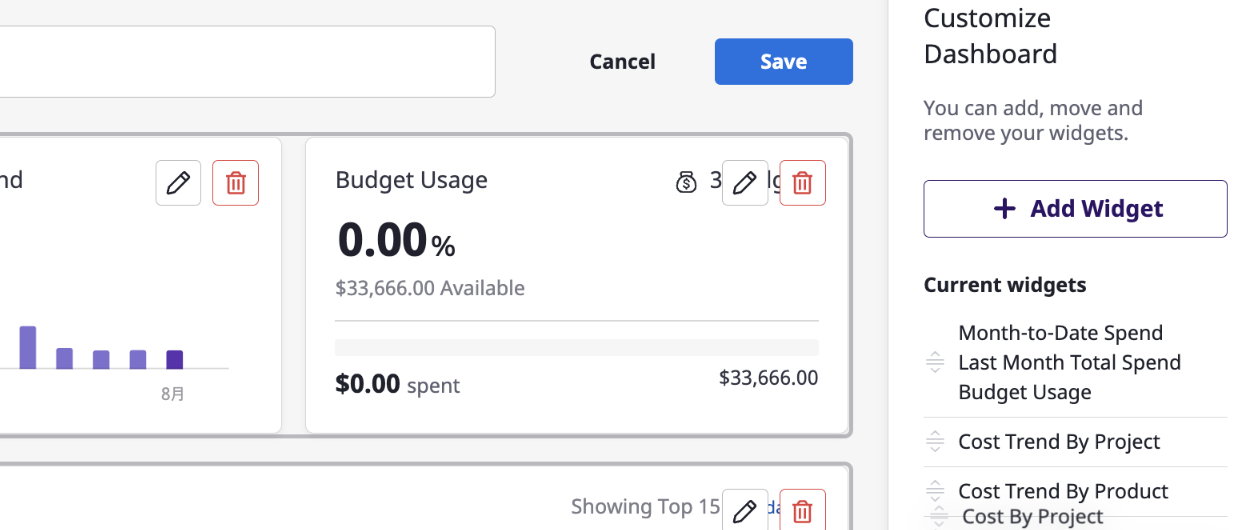 Customize
Dashboard
Cancel
Save
You can add, move and
remove your widgets.
nd
Budget Usage
3
Add Widget
0.00%
$33,666.00 Available
Current widgets
Month-to-Date Spend
Last Month Total Spend
Budget Usage
$0.00 spent
$33,666.00
8月
Cost Trend By Project
Cost Trend By Product
Showing Top 15
Cost By Project